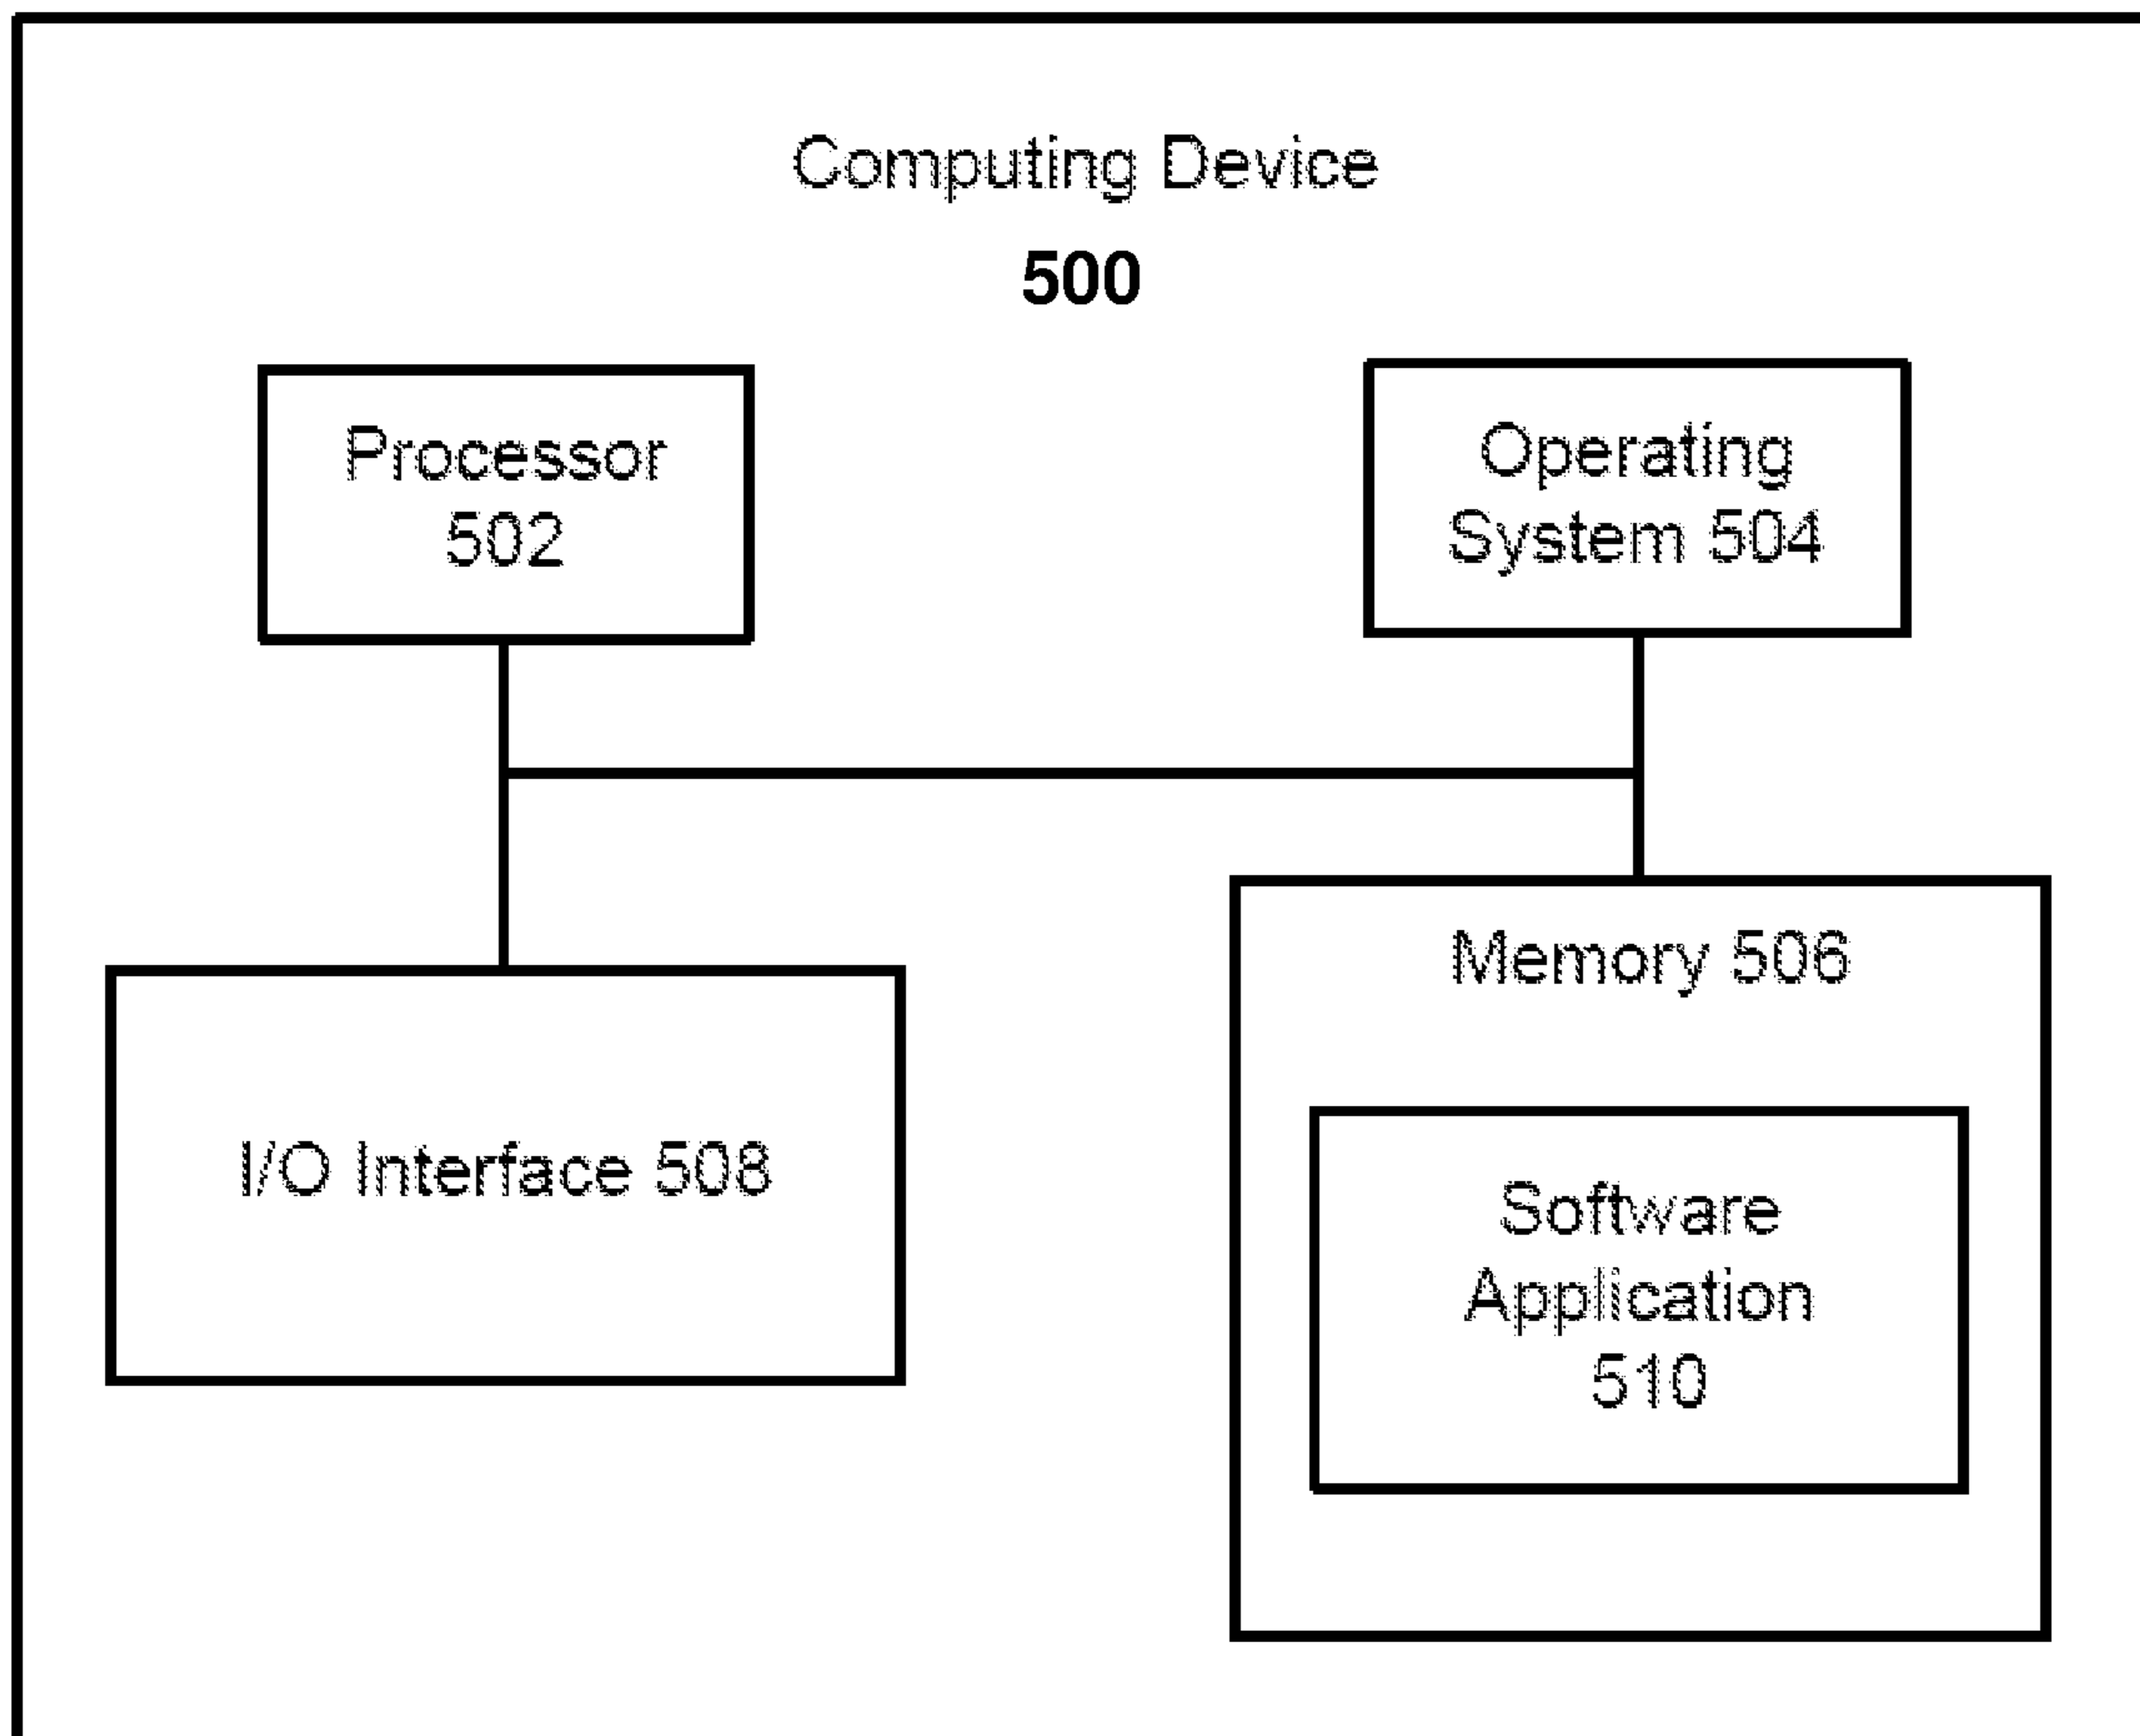 Computing Device
500
Processor
502
Operating
System 504
I/O Interface 508
Memory 506
Software
Application
510